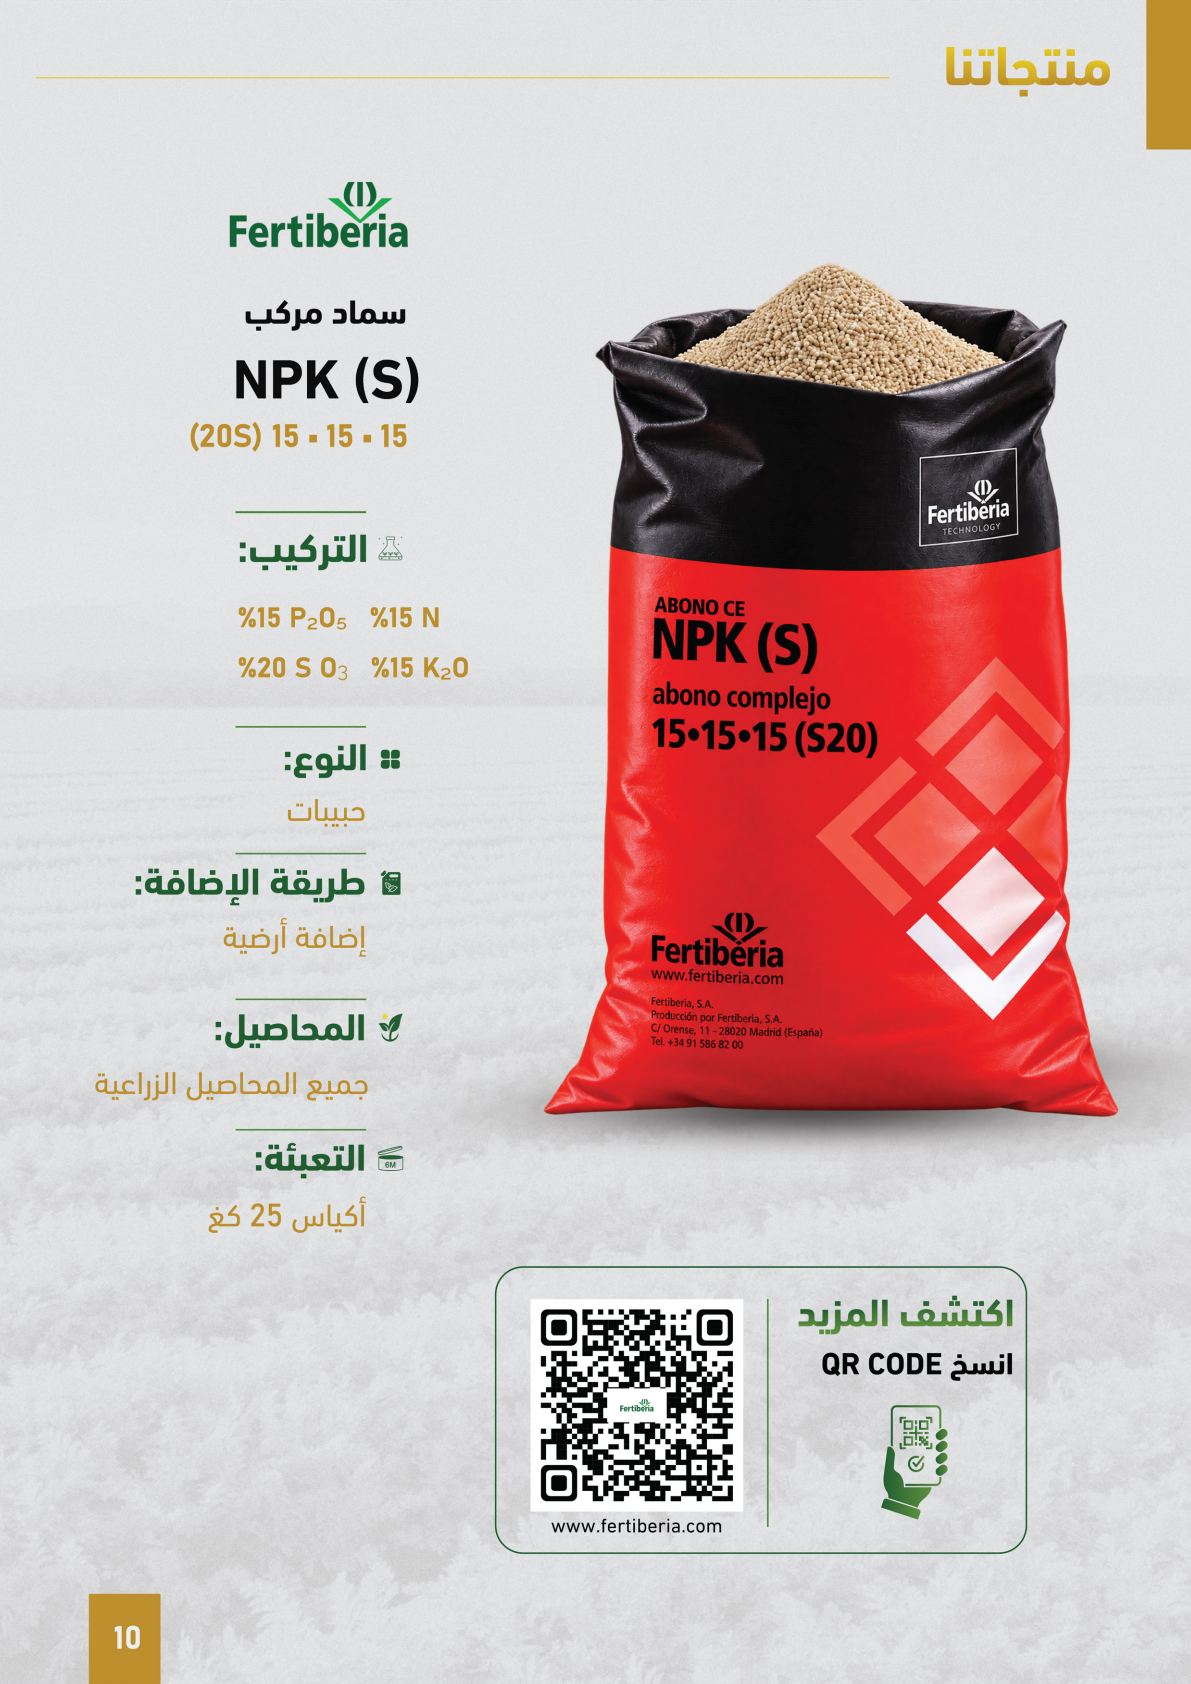 منتجاتنا
Fertiberia
سماد مركب
NPK (S)
(20S) 15 ▪ 15 ▪ 15
التركيب:
%15 P₂O₅ %15 N
%20 S O₃ %15 K₂O
النوع:
حبيبات
طريقة الإضافة:
إضافة أرضية
المحاصيل:
جميع المحاصيل الزراعية
6M
التعبئة:
أكياس 25 كغ
Fertiberia
TECHNOLOGY
ABONO CE
NPK (S)
abono complejo
15•15•15 (S20)
Fertiberia
www.fertiberia.com
Fertiberia, S.A.
Producción por Fertiberia, S.A.
C/ Orense, 11 - 28020 Madrid (España)
Tel. +34 91 586 82 00
اكتشف المزيد
انسخ QR CODE
Fertiberia
www.fertiberia.com
10